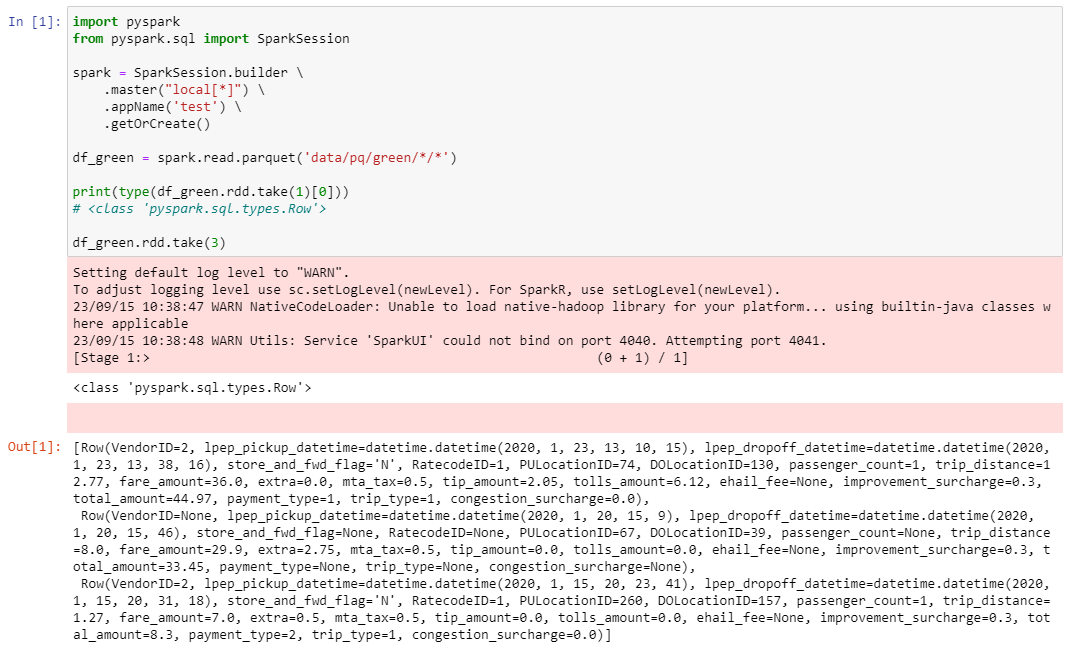 In [1]: import pyspark
from pyspark.sql import SparkSession
spark = SparkSession.builder \
.master("local[*]") \
.appName('test') \
.getOrCreate()
df_green = spark.read.parquet('data/pq/green/*/*')
print(type(df_green.rdd.take(1)[0]))
# <class 'pyspark.sql.types.Row'>
df_green.rdd.take(3)
Setting default log level to "WARN".
To adjust logging level use sc.setLogLevel(newLevel). For SparkR, use setLogLevel(newLevel).
23/09/15 10:38:47 WARN NativeCodeLoader: Unable to load native-hadoop library for your platform... using builtin-java classes w
here applicable
23/09/15 10:38:48 WARN Utils: Service 'SparkUI' could not bind on port 4040. Attempting port 4041.
[Stage 1:> (0 + 1) / 1]
<class 'pyspark.sql.types.Row'>
Out[1]: [Row(VendorID=2, lpep_pickup_datetime=datetime.datetime(2020, 1, 23, 13, 10, 15), lpep_dropoff_datetime=datetime.datetime(2020,
1, 23, 13, 38, 16), store_and_fwd_flag='N', RatecodeID=1, PULocationID=74, DOLocationID=130, passenger_count=1, trip_distance=1
2.77, fare_amount=36.0, extra=0.0, mta_tax=0.5, tip_amount=2.05, tolls_amount=6.12, ehail_fee=None, improvement_surcharge=0.3,
total_amount=44.97, payment_type=1, trip_type=1, congestion_surcharge=0.0),
Row(VendorID=None, lpep_pickup_datetime=datetime.datetime(2020, 1, 20, 15, 9), lpep_dropoff_datetime=datetime.datetime(2020,
1, 20, 15, 46), store_and_fwd_flag=None, RatecodeID=None, PULocationID=67, DOLocationID=39, passenger_count=None, trip_distance
=8.0, fare_amount=29.9, extra=2.75, mta_tax=0.5, tip_amount=0.0, tolls_amount=0.0, ehail_fee=None, improvement_surcharge=0.3, t
otal_amount=33.45, payment_type=None, trip_type=None, congestion_surcharge=None),
Row(VendorID=2, lpep_pickup_datetime=datetime.datetime(2020, 1, 15, 20, 23, 41), lpep_dropoff_datetime=datetime.datetime(2020,
1, 15, 20, 31, 18), store_and_fwd_flag='N', RatecodeID=1, PULocationID=260, DOLocationID=157, passenger_count=1, trip_distance=
1.27, fare_amount=7.0, extra=0.5, mta_tax=0.5, tip_amount=0.0, tolls_amount=0.0, ehail_fee=None, improvement_surcharge=0.3, tot
al_amount=8.3, payment_type=2, trip_type=1, congestion_surcharge=0.0)]